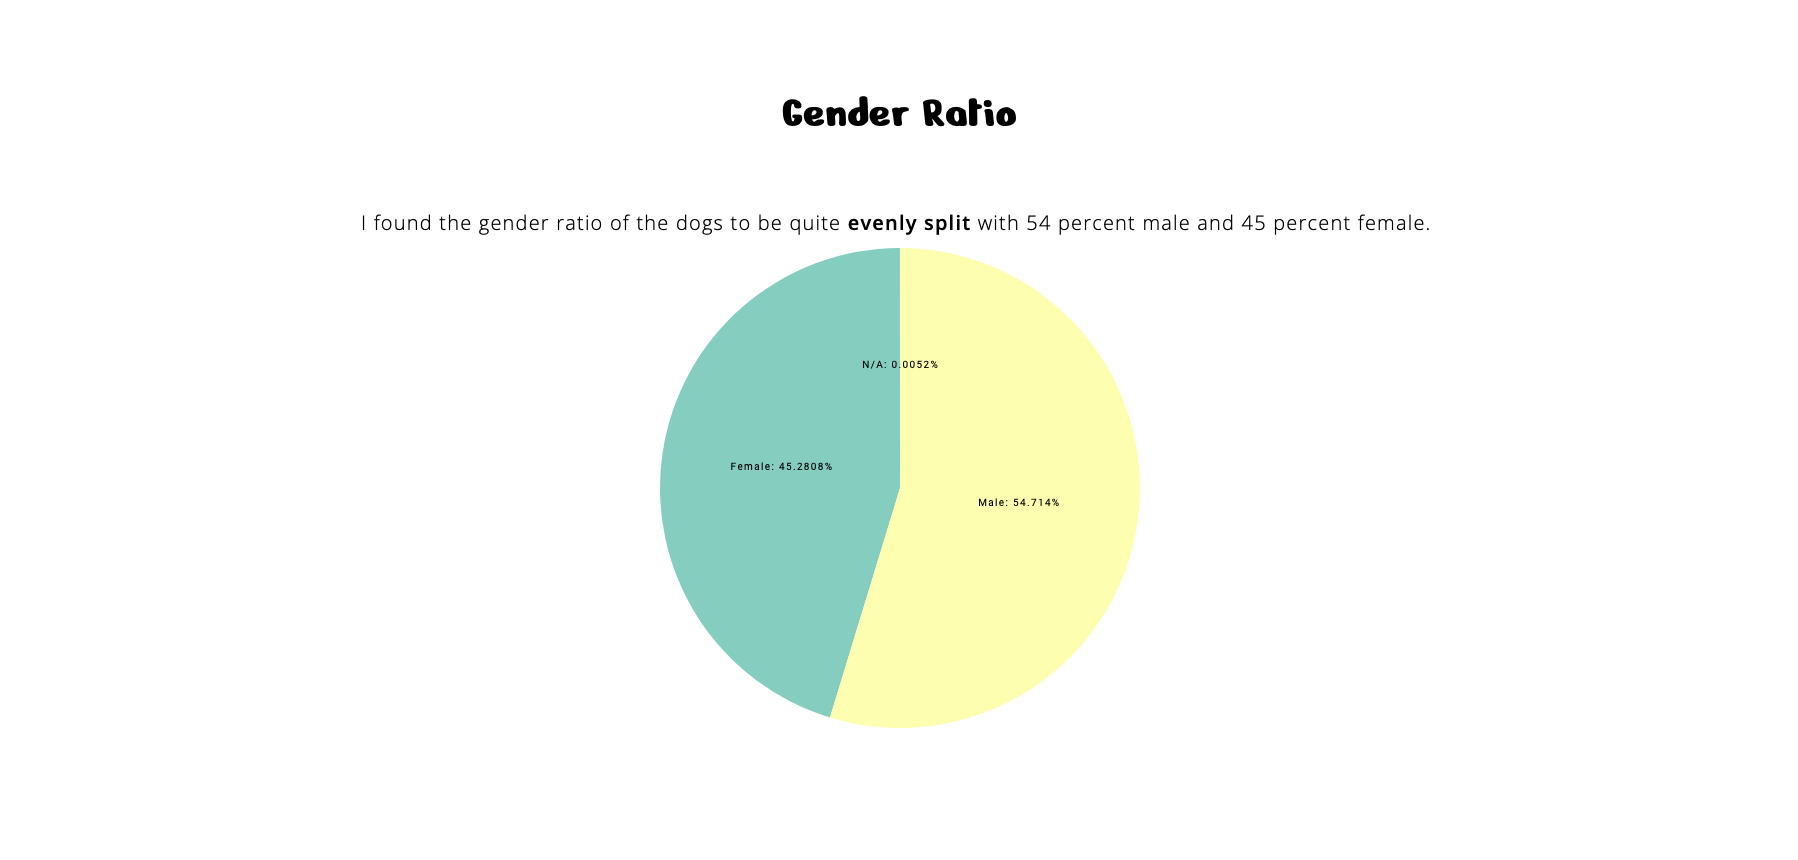 Gender Ratio
I found the gender ratio of the dogs to be quite evenly split with 54 percent male and 45 percent female.
N/A: 0.0052%
Female: 45.2808%
Male: 54.714%